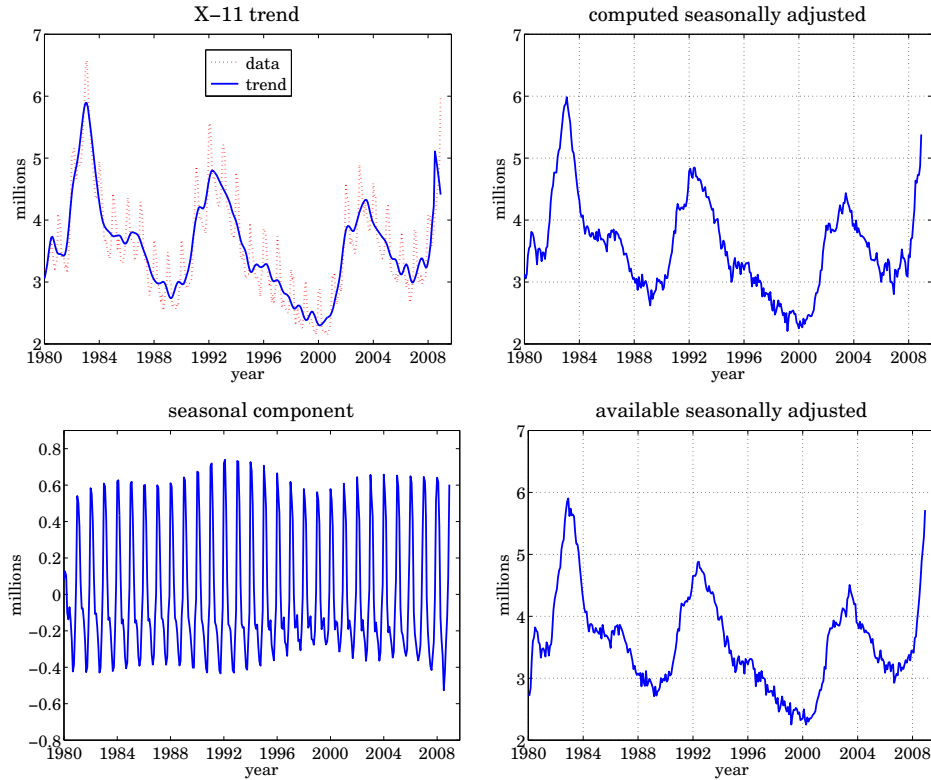 X–11 trend
7
6
5
4
3
2
millions
data
trend
1980 1984 1988 1992 1996 2000 2004 2008
year
computed seasonally adjusted
7
6
5
4
3
2
millions
1980 1984 1988 1992 1996 2000 2004 2008
year
seasonal component
0.8
0.6
0.4
0.2
0
−0.2
−0.4
−0.6
−0.8
millions
1980 1984 1988 1992 1996 2000 2004 2008
year
available seasonally adjusted
7
6
5
4
3
2
millions
1980 1984 1988 1992 1996 2000 2004 2008
year